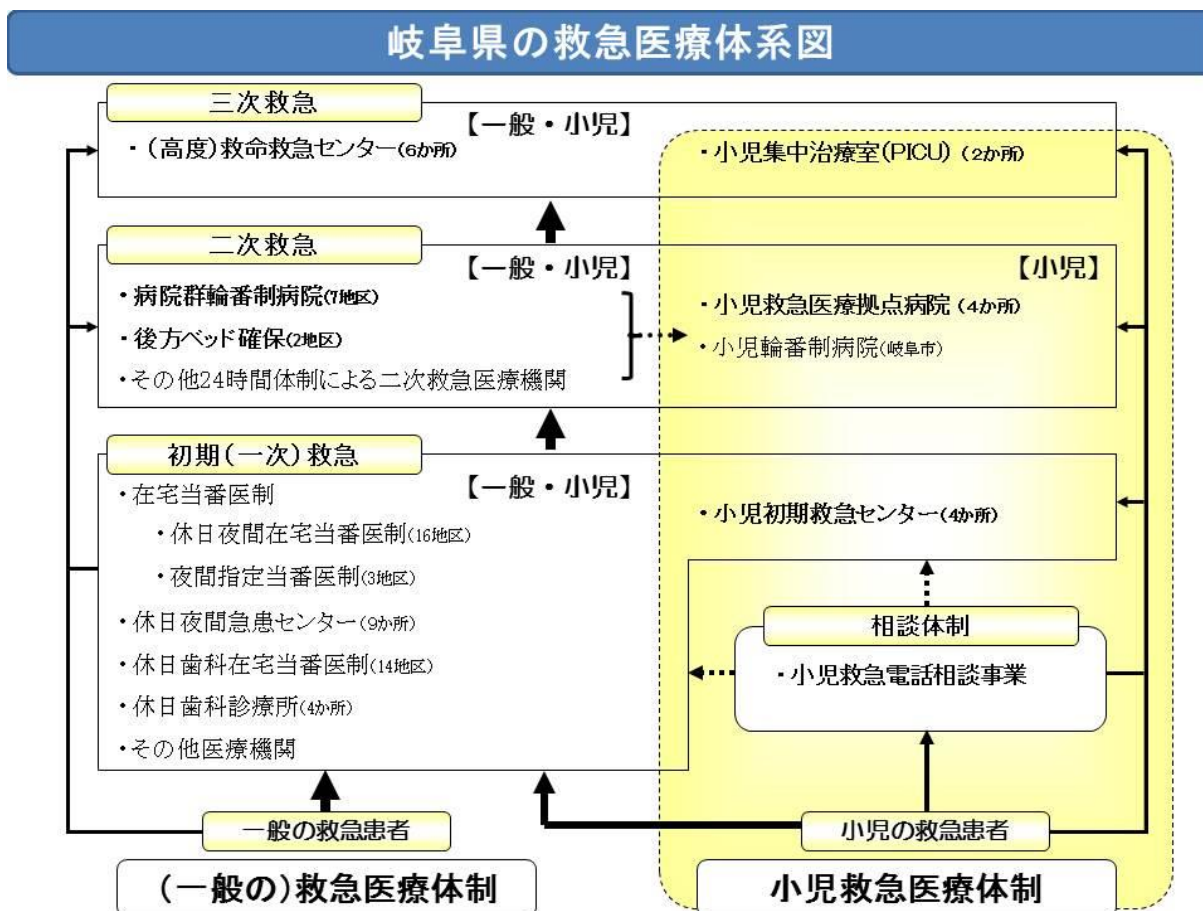 岐阜県の救急医療体系図
三次救急
【一般・小児】
・(高度)救命救急センター(6か所)
・小児集中治療室(PICU)(2か所)
二次救急
【一般・小児】
【小児】
・病院群輪番制病院(7地区)
・後方ベッド確保(2地区)
・その他24時間体制による二次救急医療機関
・小児救急医療拠点病院(4か所)
・小児輪番制病院(岐阜市)
初期(一次)救急
【一般・小児】
・在宅当番医制
・休日夜間在宅当番医制(16地区)
・夜間指定当番医制(3地区)
・休日夜間急患センター(9か所)
・休日歯科在宅当番医制(14地区)
・休日歯科診療所(4か所)
・その他医療機関
・小児初期救急センター(4か所)
相談体制
・小児救急電話相談事業
一般の救急患者
小児の救急患者
(一般の)救急医療体制
小児救急医療体制